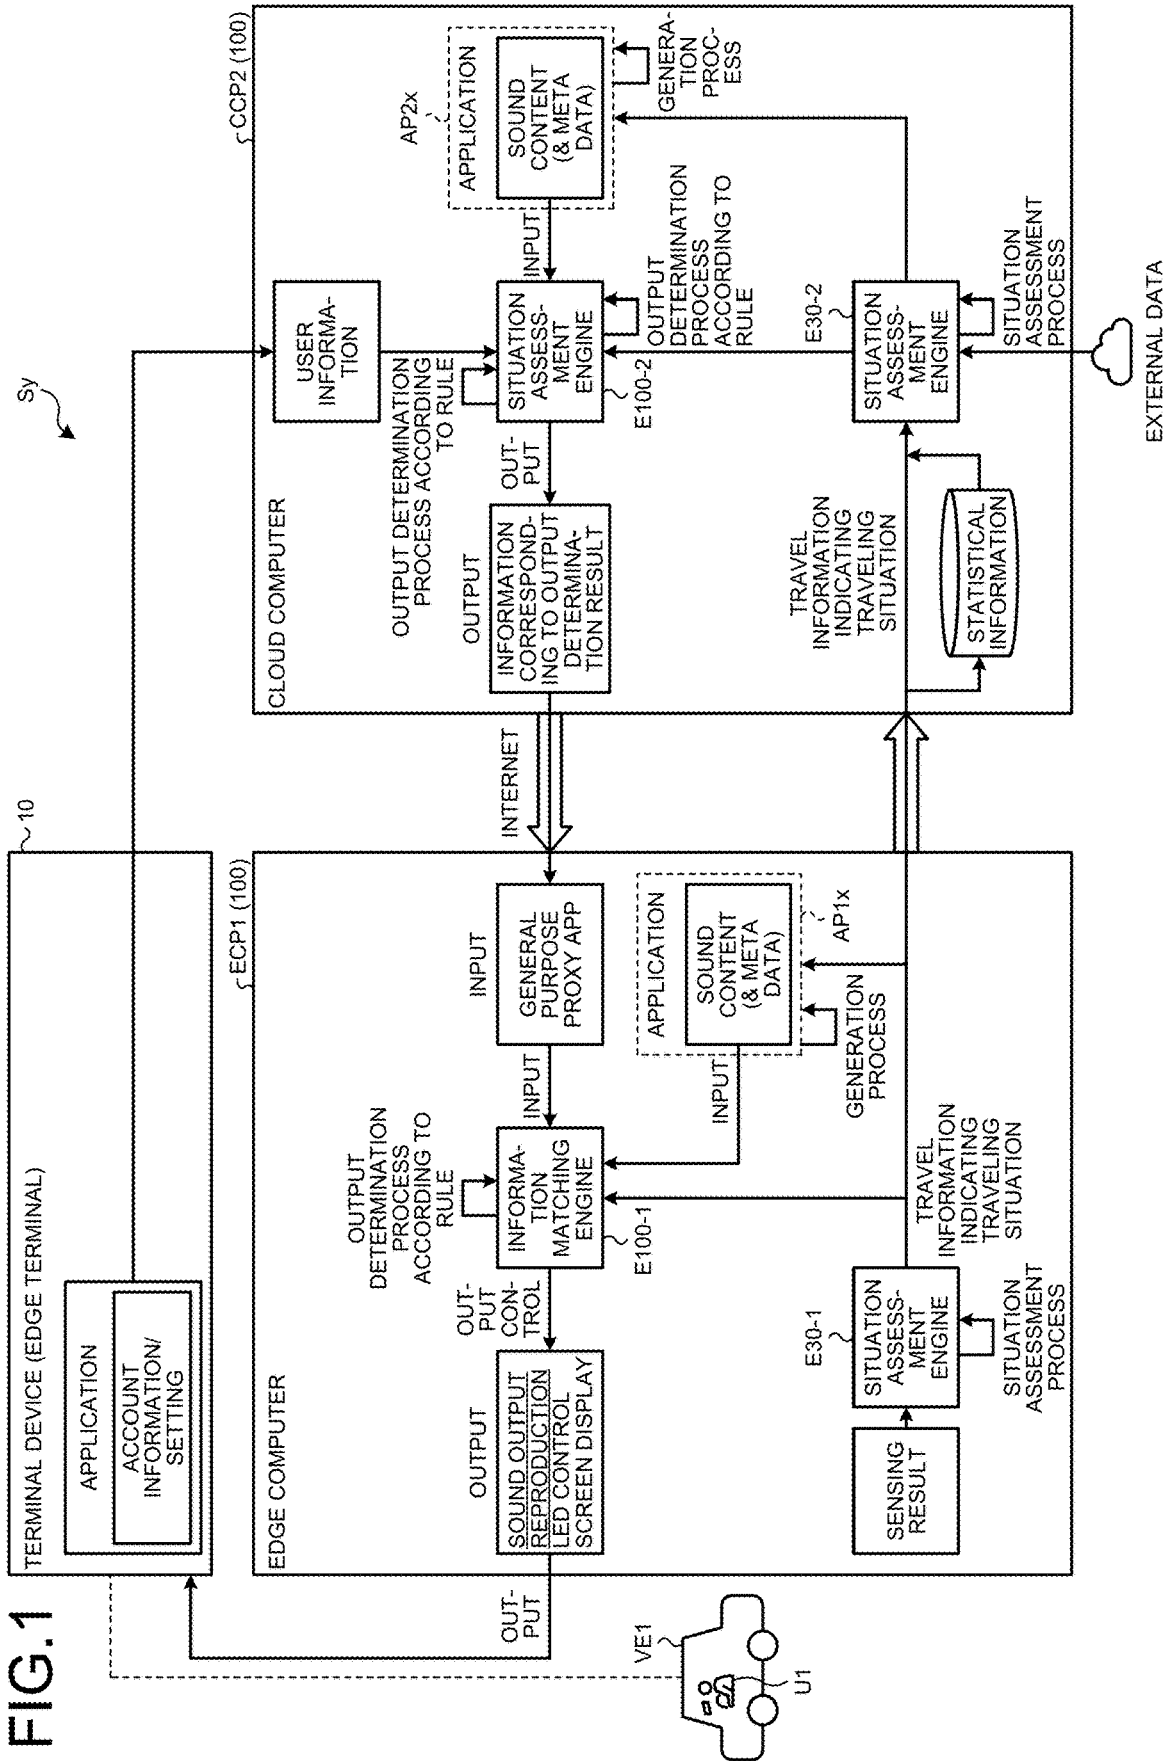 FIG.1
Sy
10
TERMINAL DEVICE (EDGE TERMINAL)
APPLICATION
ACCOUNT
INFORMATION/
SETTING
ECP1 (100)
EDGE COMPUTER
OUTPUT
SOUND OUTPUT
REPRODUCTION
LED CONTROL
SCREEN DISPLAY
OUT-
PUT
OUT-
PUT
CON-
TROL
OUTPUT
DETERMINATION
PROCESS
ACCORDING TO
RULE
INFORMA-
TION
MATCHING
ENGINE
E100-1
INPUT
INPUT
GENERAL
PURPOSE
PROXY APP
INPUT
APPLICATION
SOUND
CONTENT
(& META
DATA)
AP1x
GENERATION
PROCESS
SENSING
RESULT
E30-1
SITUATION
ASSESS-
MENT
ENGINE
SITUATION
ASSESSMENT
PROCESS
TRAVEL
INFORMATION
INDICATING
TRAVELING
SITUATION
VE1
U1
INTERNET
CCP2 (100)
CLOUD COMPUTER
USER
INFORMA-
TION
OUTPUT DETERMINATION
PROCESS ACCORDING
TO RULE
OUTPUT
INFORMATION
CORRESPOND-
ING TO OUTPUT
DETERMINA-
TION RESULT
OUT-
PUT
SITUATION
ASSESS-
MENT
ENGINE
E100-2
INPUT
AP2x
APPLICATION
SOUND
CONTENT
(& META
DATA)
GENERA-
TION
PROC-
ESS
OUTPUT
DETERMINATION
PROCESS
ACCORDING TO
RULE
TRAVEL
INFORMATION
INDICATING
TRAVELING
SITUATION
STATISTICAL
INFORMATION
E30-2
SITUATION
ASSESS-
MENT
ENGINE
SITUATION
ASSESSMENT
PROCESS
EXTERNAL DATA